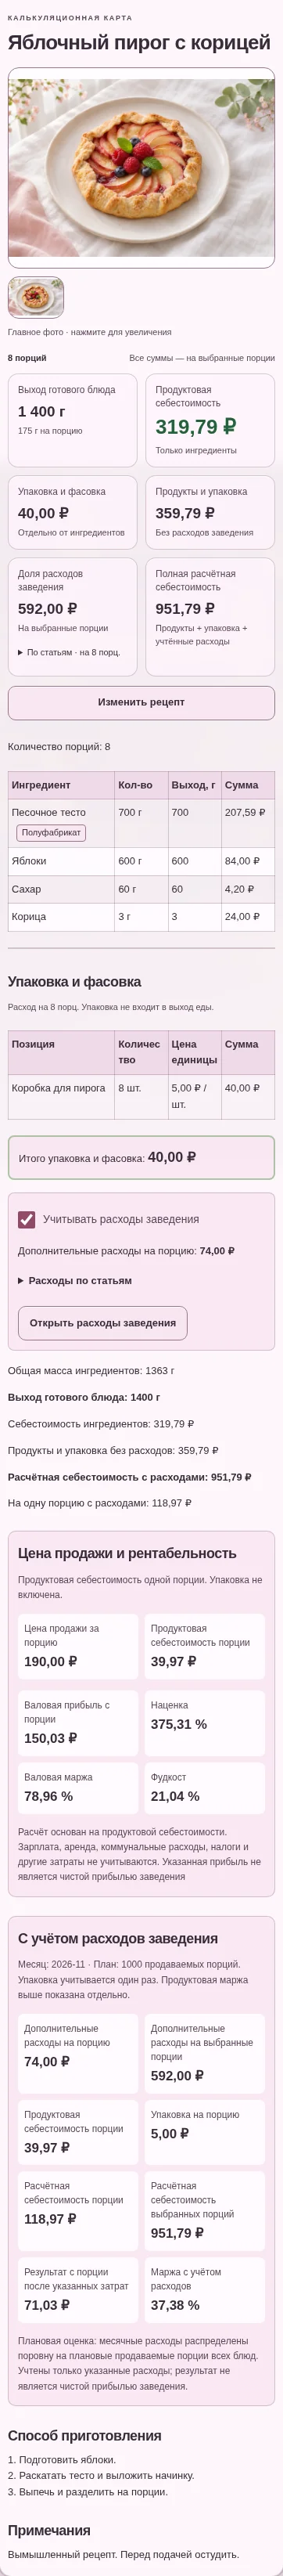 КАЛЬКУЛЯЦИОННАЯ КАРТА
Яблочный пирог с корицей
Главное фото · нажмите для увеличения
8 порций
Все суммы — на выбранные порции
Выход готового блюда
1 400 г
175 г на порцию
Продуктовая
себестоимость
319,79 ₽
Только ингредиенты
Упаковка и фасовка
40,00 ₽
Отдельно от ингредиентов
Продукты и упаковка
359,79 ₽
Без расходов заведения
Доля расходов
заведения
592,00 ₽
На выбранные порции
▶ По статьям · на 8 порц.
Полная расчётная
себестоимость
951,79 ₽
Продукты + упаковка +
учтённые расходы
Изменить рецепт
Количество порций: 8
Ингредиент Кол-во Выход, г Сумма
Песочное тесто 700 г 700 207,59 ₽
Полуфабрикат
Яблоки 600 г 600 84,00 ₽
Сахар 60 г 60 4,20 ₽
Корица 3 г 3 24,00 ₽
Упаковка и фасовка
Расход на 8 порц. Упаковка не входит в выход еды.
Позиция Количес Цена Сумма
тво единицы
Коробка для пирога 8 шт. 5,00 ₽ / 40,00 ₽
шт.
Итого упаковка и фасовка: 40,00 ₽
Учитывать расходы заведения
Дополнительные расходы на порцию: 74,00 ₽
▶ Расходы по статьям
Открыть расходы заведения
Общая масса ингредиентов: 1363 г
Выход готового блюда: 1400 г
Себестоимость ингредиентов: 319,79 ₽
Продукты и упаковка без расходов: 359,79 ₽
Расчётная себестоимость с расходами: 951,79 ₽
На одну порцию с расходами: 118,97 ₽
Цена продажи и рентабельность
Продуктовая себестоимость одной порции. Упаковка не
включена.
Цена продажи за
порцию
190,00 ₽
Продуктовая
себестоимость порции
39,97 ₽
Валовая прибыль с
порции
150,03 ₽
Наценка
375,31 %
Валовая маржа
78,96 %
Фудкост
21,04 %
Расчёт основан на продуктовой себестоимости.
Зарплата, аренда, коммунальные расходы, налоги и
другие затраты не учитываются. Указанная прибыль не
является чистой прибылью заведения
С учётом расходов заведения
Месяц: 2026-11 · План: 1000 продаваемых порций.
Упаковка учитывается один раз. Продуктовая маржа
выше показана отдельно.
Дополнительные
расходы на порцию
74,00 ₽
Дополнительные
расходы на выбранные
порции
592,00 ₽
Продуктовая
себестоимость порции
39,97 ₽
Упаковка на порцию
5,00 ₽
Расчётная
себестоимость порции
118,97 ₽
Расчётная
себестоимость
выбранных порций
951,79 ₽
Результат с порции
после указанных затрат
71,03 ₽
Маржа с учётом
расходов
37,38 %
Плановая оценка: месячные расходы распределены
поровну на плановые продаваемые порции всех блюд.
Учтены только указанные расходы; результат не
является чистой прибылью заведения.
Способ приготовления
1. Подготовить яблоки.
2. Раскатать тесто и выложить начинку.
3. Выпечь и разделить на порции.
Примечания
Вымышленный рецепт. Перед подачей остудить.